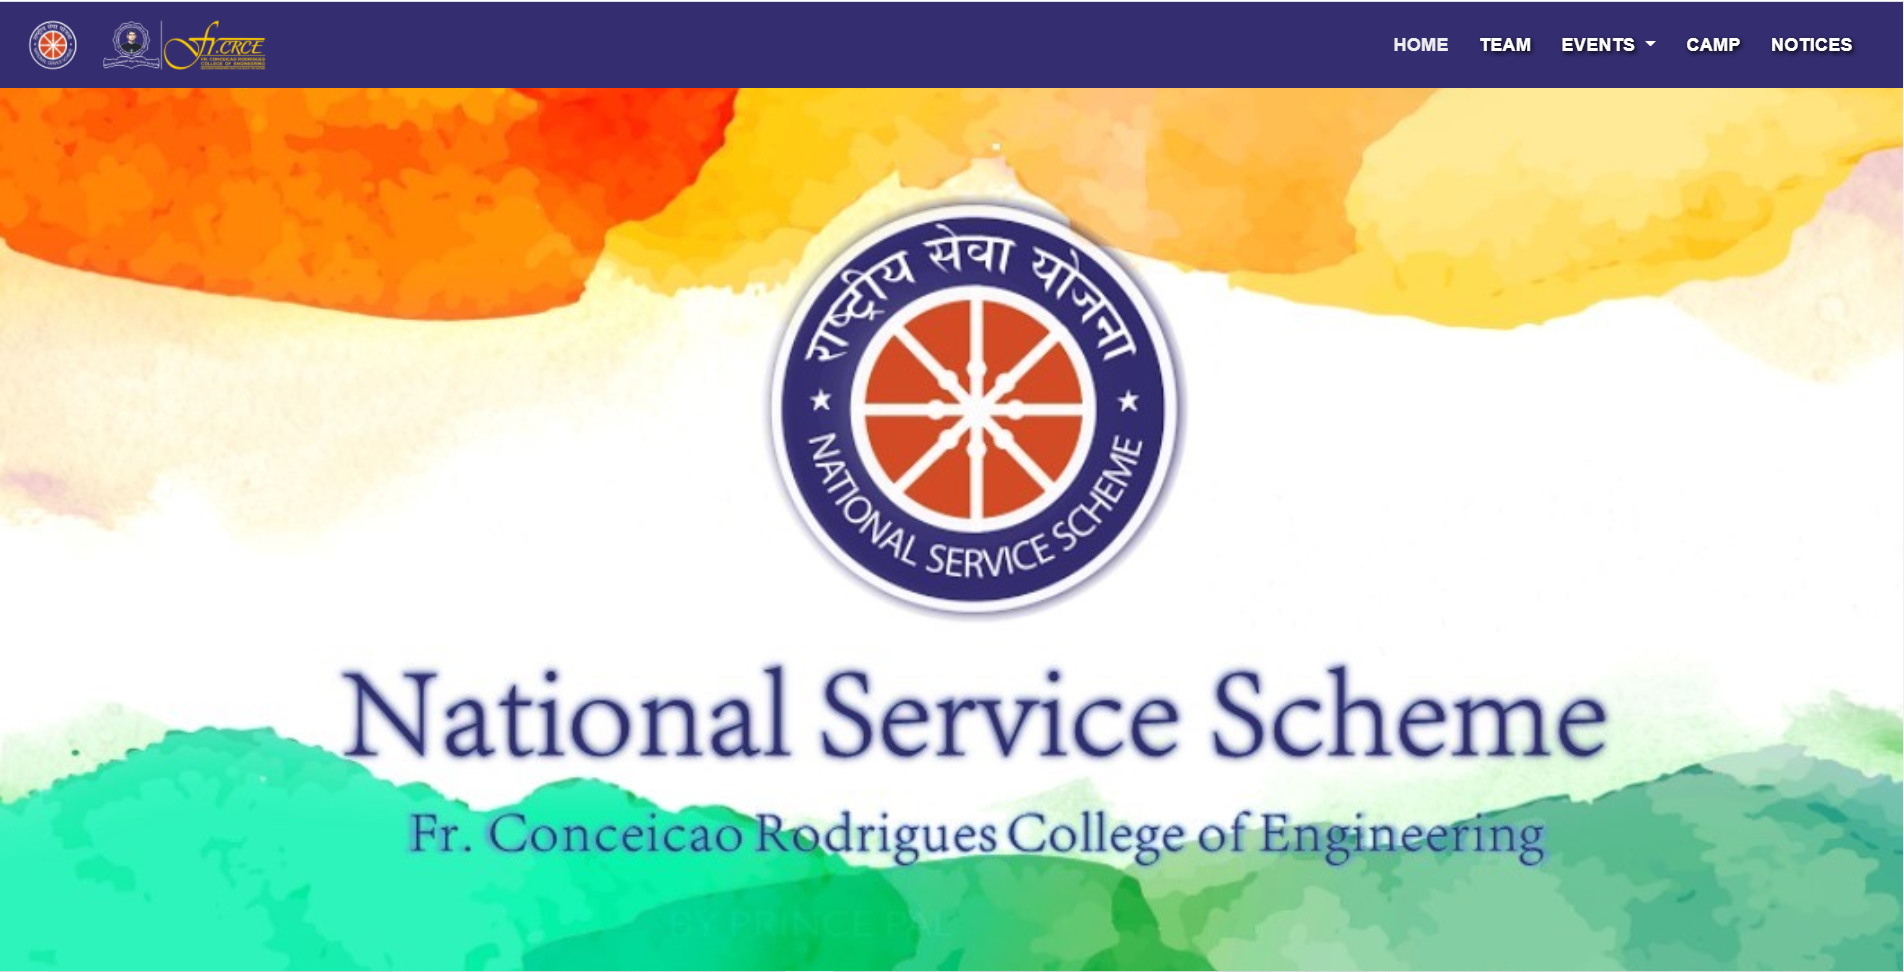 Fr. CRCE
FR. CONCEICAO RODRIGUES
COLLEGE OF ENGINEERING
HOME TEAM EVENTS CAMP NOTICES
राष्ट्रीय सेवा योजना
NATIONAL SERVICE SCHEME
National Service Scheme
Fr. Conceicao Rodrigues College of Engineering
BY PRINCE PAL